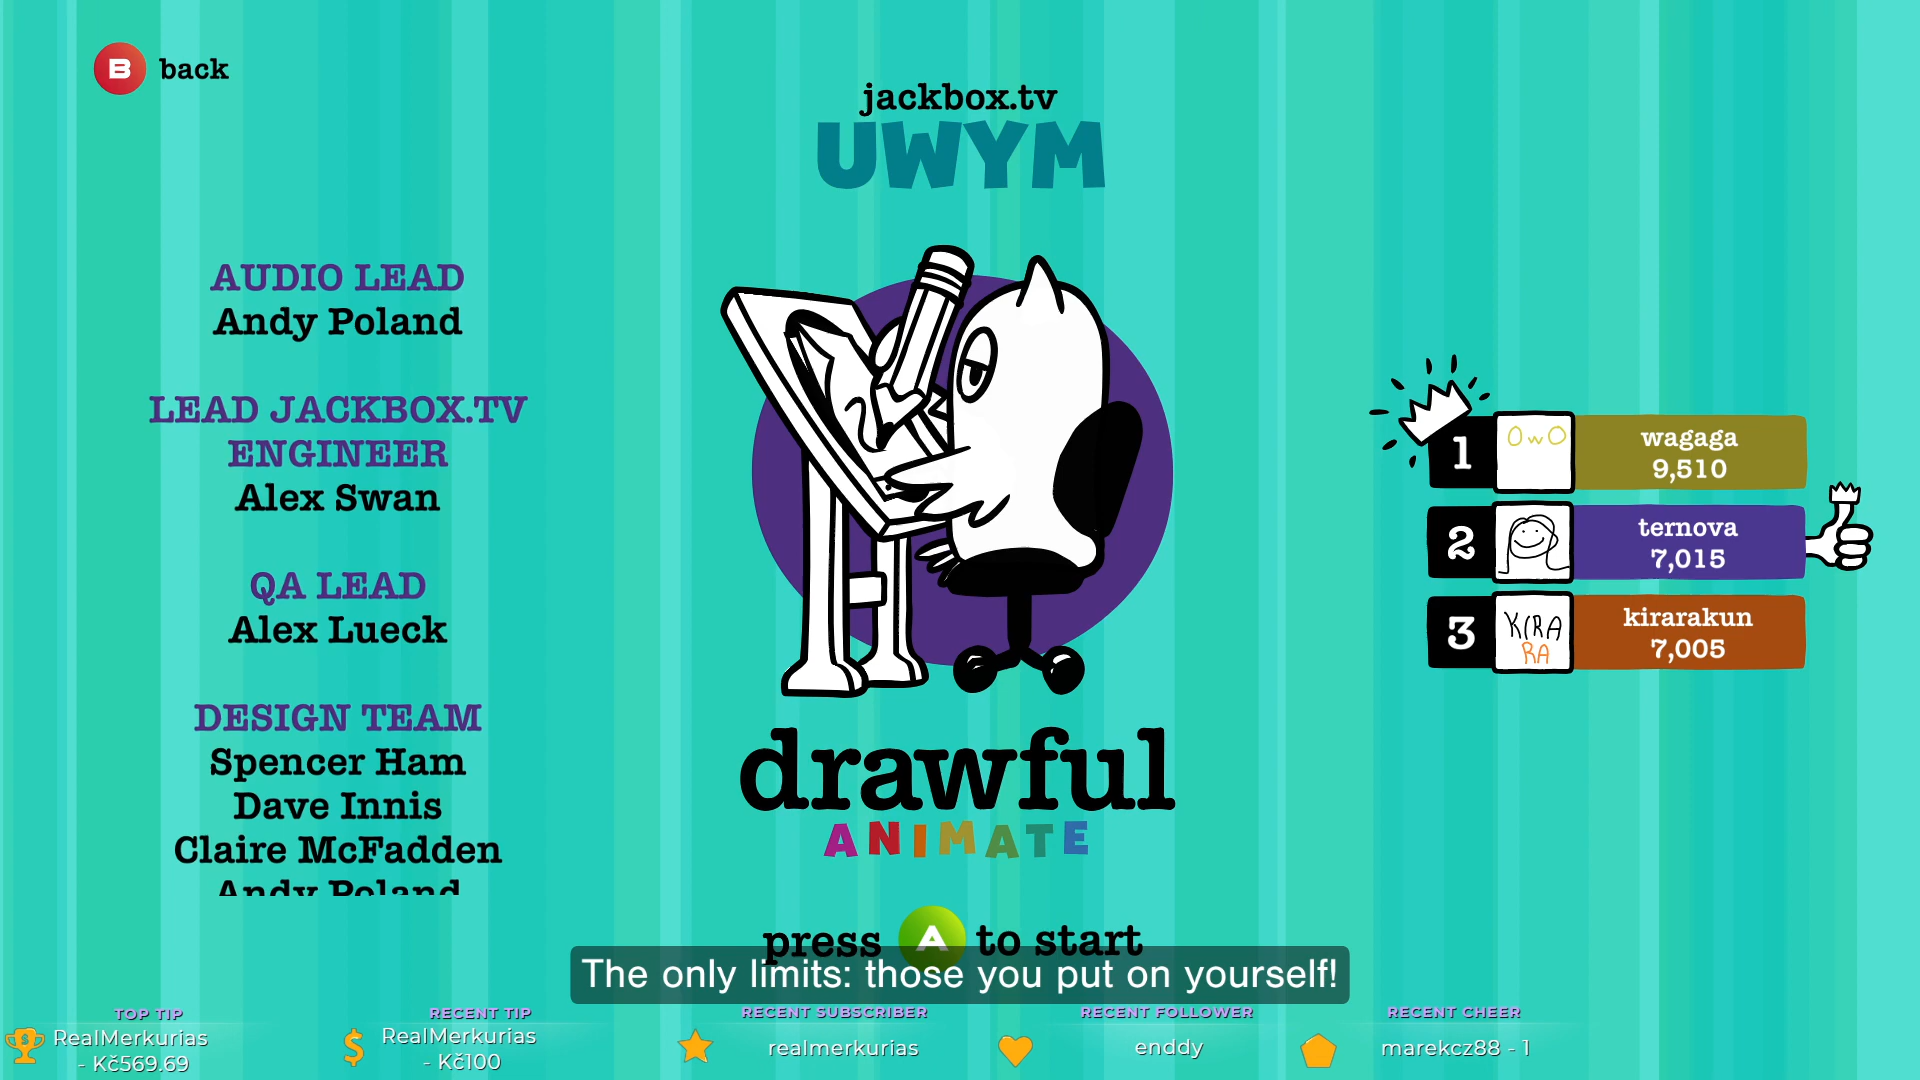 B back
jackbox.tv
UWYM
AUDIO LEAD
Andy Poland
LEAD JACKBOX.TV
ENGINEER
Alex Swan
QA LEAD
Alex Lueck
DESIGN TEAM
Spencer Ham
Dave Innis
Claire McFadden
Andy Poland
drawful
ANIMATE
press A to start
1 OwO wagaga
9,510
2 ternova
7,015
3 KIRA RA kirarakun
7,005
The only limits: those you put on yourself!
TOP TIP
RealMerkurias
- Kč569.69
RECENT TIP
RealMerkurias
- Kč100
RECENT SUBSCRIBER
realmerkurias
RECENT FOLLOWER
enddy
RECENT CHEER
marekcz88 - 1